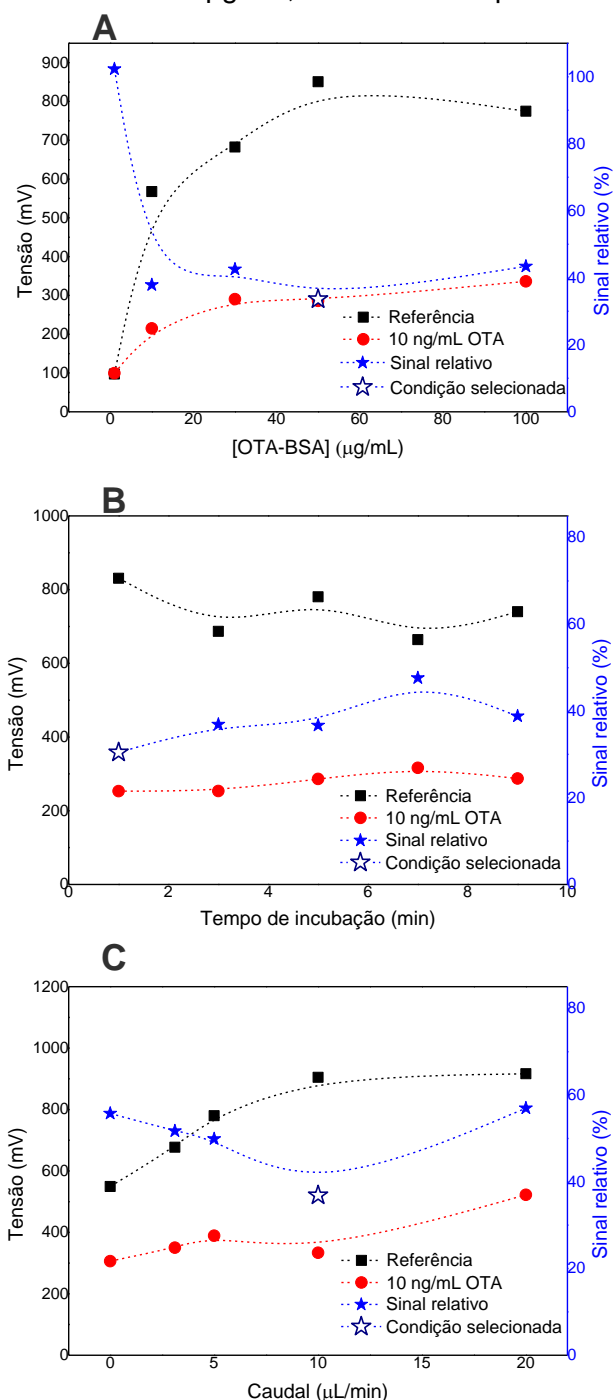 A
900
800
700
600
500
400
300
200
100
0
Tensão (mV)
100
80
60
40
20
0
Sinal relativo (%)
Referência
10 ng/mL OTA
Sinal relativo
Condição selecionada
0 20 40 60 80 100
[OTA-BSA] (μg/mL)
B
1000
800
600
400
200
0
Tensão (mV)
80
60
40
20
0
Sinal relativo (%)
Referência
10 ng/mL OTA
Sinal relativo
Condição selecionada
0 2 4 6 8 10
Tempo de incubação (min)
C
1200
1000
800
600
400
200
0
Tensão (mV)
80
60
40
20
0
Sinal relativo (%)
Referência
10 ng/mL OTA
Sinal relativo
Condição selecionada
0 5 10 15 20
Caudal (μL/min)